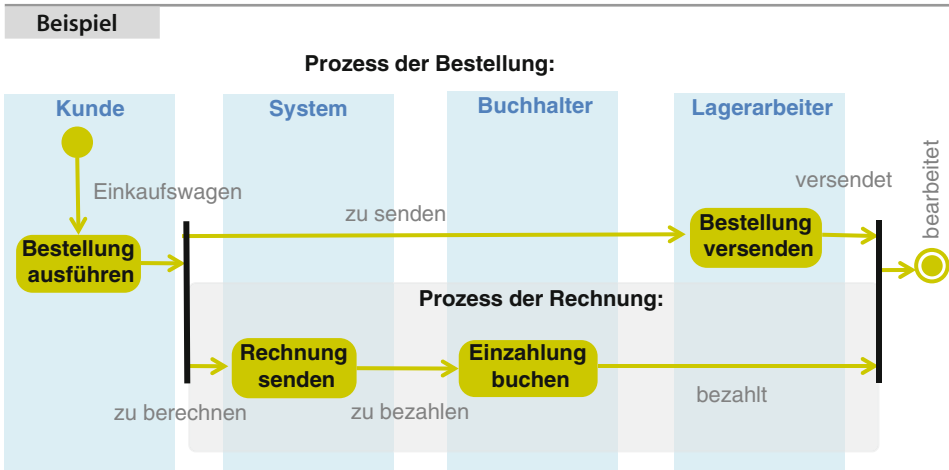 Beispiel
Prozess der Bestellung:
Kunde
System
Buchhalter
Lagerarbeiter
Einkaufswagen
versendet
bearbeitet
zu senden
Bestellung
ausführen
Bestellung
versenden
Prozess der Rechnung:
Rechnung
senden
Einzahlung
buchen
zu berechnen
zu bezahlen
bezahlt